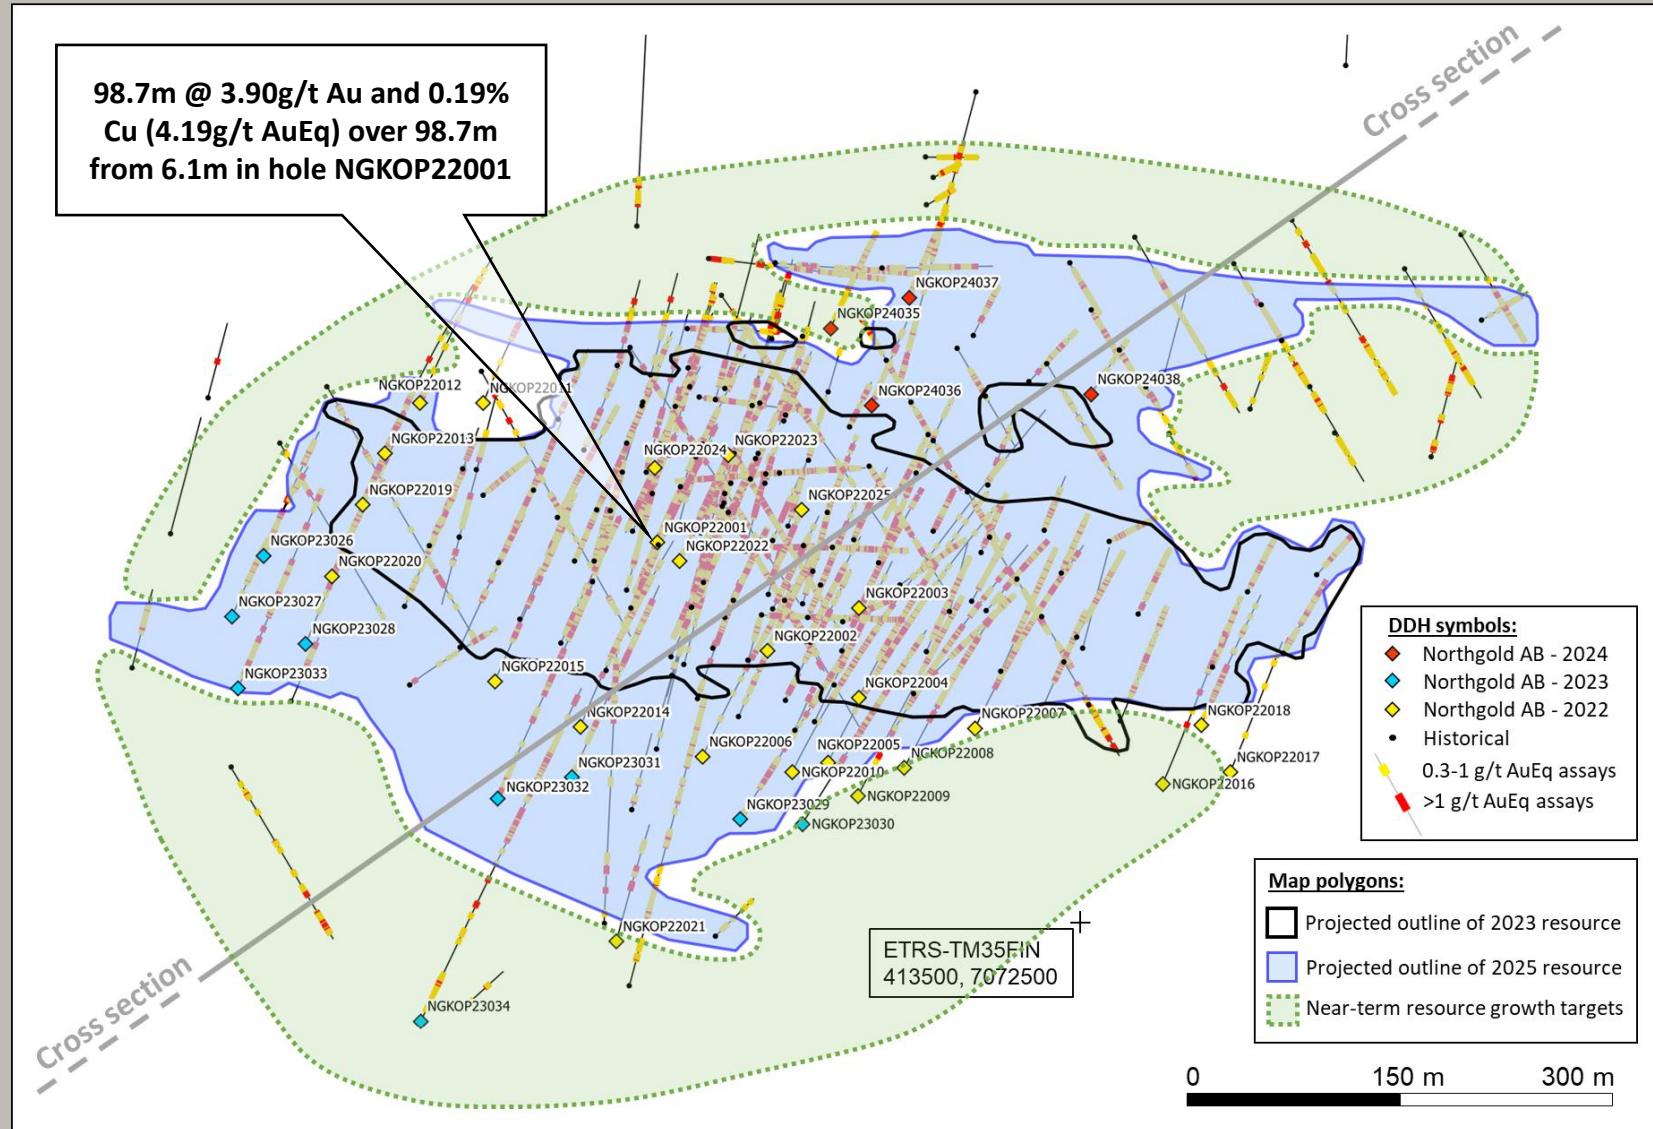 98.7m @ 3.90g/t Au and 0.19%
Cu (4.19g/t AuEq) over 98.7m
from 6.1m in hole NGKOP22001
Cross section
NGKOP24037
NGKOP24035
NGKOP24038
NGKOP22012
NGKOP22011
NGKOP24036
NGKOP22013
NGKOP22024
NGKOP22023
NGKOP22019
NGKOP22025
NGKOP22001
NGKOP23026
NGKOP22022
NGKOP22020
NGKOP22003
NGKOP23027
NGKOP23028
NGKOP22002
NGKOP23033
NGKOP22015
NGKOP22004
NGKOP22014
NGKOP22007
NGKOP22018
NGKOP22006
NGKOP22005
NGKOP22008
NGKOP22017
NGKOP23031
NGKOP22010
NGKOP22016
NGKOP23032
NGKOP22009
NGKOP23029
NGKOP23030
NGKOP22021
NGKOP23034
Cross section
ETRS-TM35FIN
413500, 7072500
DDH symbols:
Northgold AB - 2024
Northgold AB - 2023
Northgold AB - 2022
Historical
0.3-1 g/t AuEq assays
>1 g/t AuEq assays
Map polygons:
Projected outline of 2023 resource
Projected outline of 2025 resource
Near-term resource growth targets
0 150 m 300 m